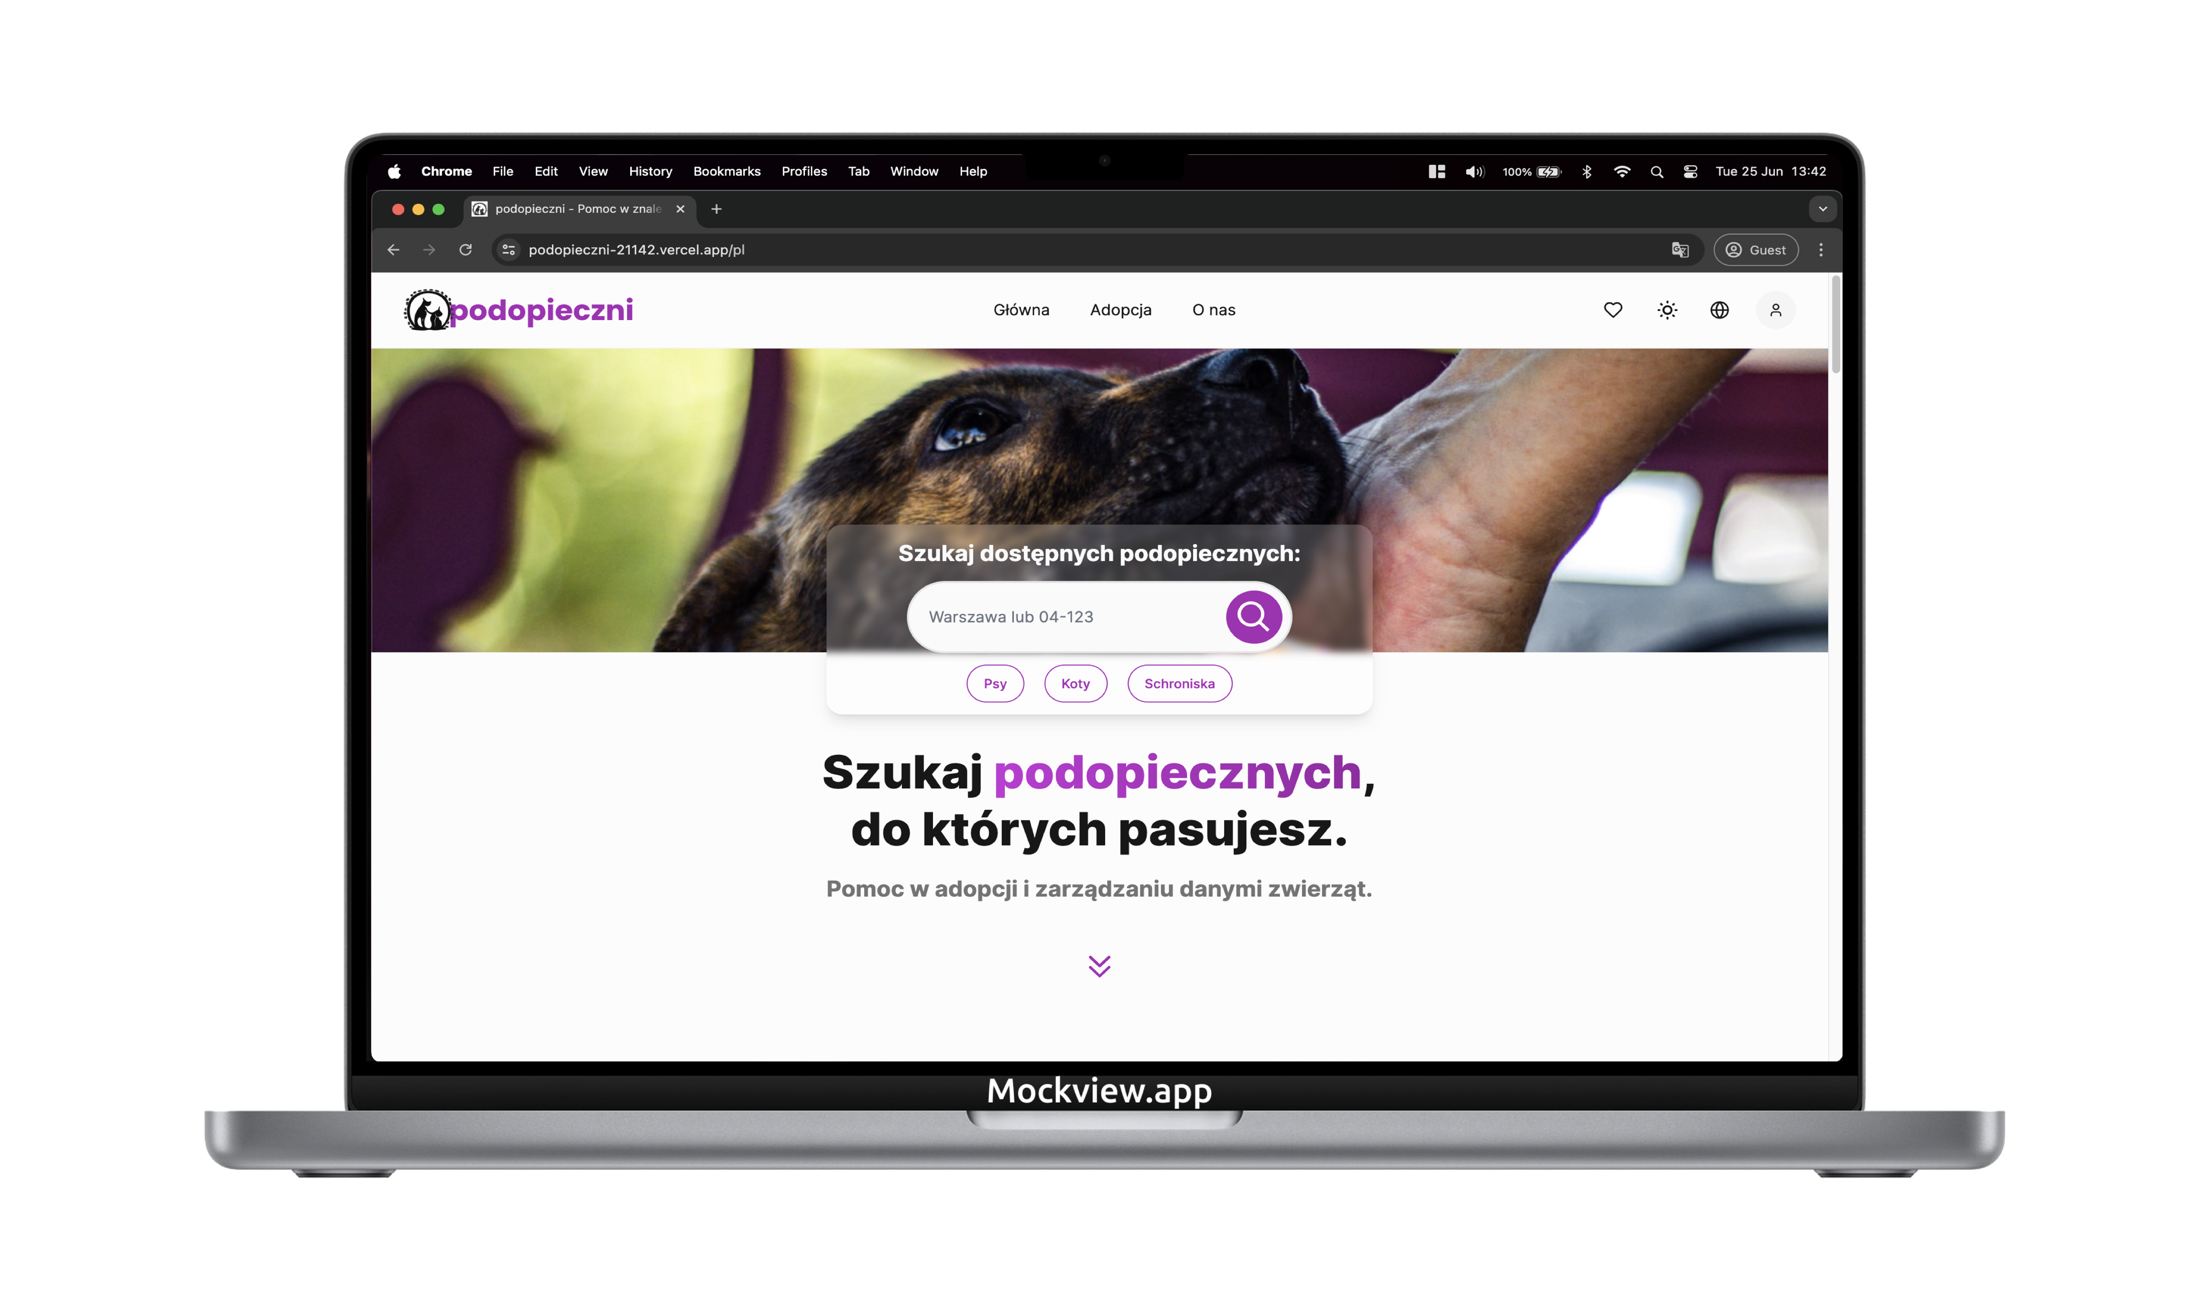 Chrome File Edit View History Bookmarks Profiles Tab Window Help 100% Tue 25 Jun 13:42
podopieczni - Pomoc w znale
podopieczni-21142.vercel.app/pl Guest
podopieczni Główna Adopcja O nas
Szukaj dostępnych podopiecznych:
Warszawa lub 04-123
Psy Koty Schroniska
Szukaj podopiecznych,
do których pasujesz.
Pomoc w adopcji i zarządzaniu danymi zwierząt.
Mockview.app